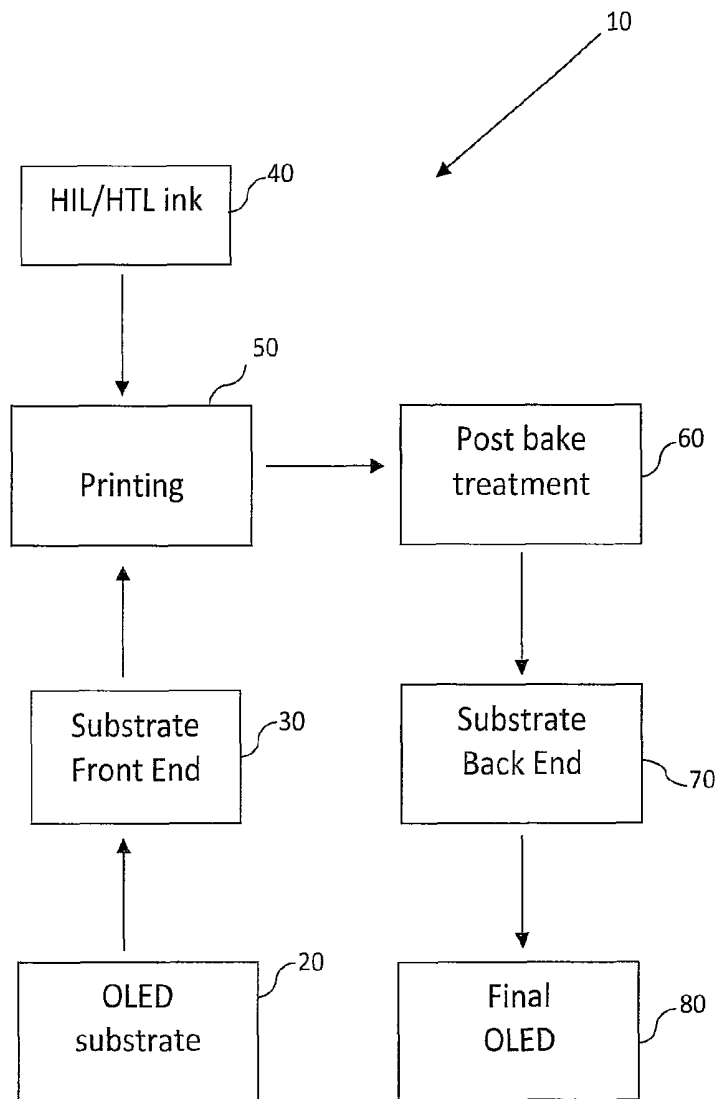 10
HIL/HTL ink
40
50
Printing
Post bake
treatment
60
Substrate
Front End
30
Substrate
Back End
70
OLED
substrate
20
Final
OLED
80